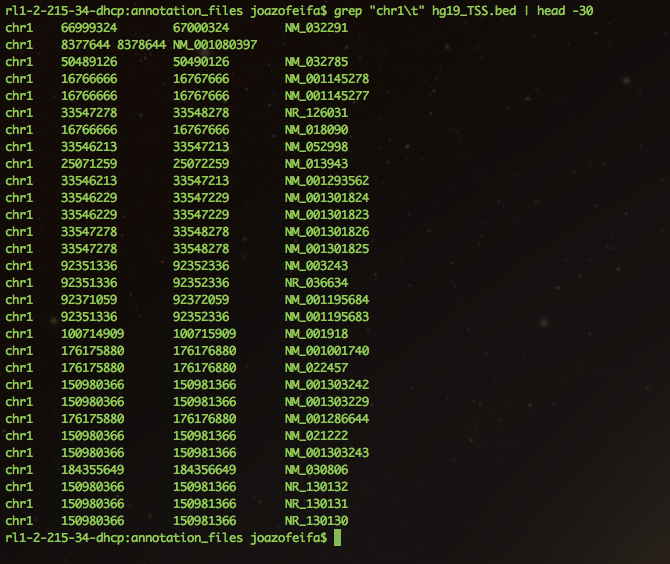 rl1-2-215-34-dhcp:annotation_files joazofeifa$ grep "chr1\t" hg19_TSS.bed | head -30
chr1 66999324 67000324 NM_032291
chr1 8377644 8378644 NM_001080397
chr1 50489126 50490126 NM_032785
chr1 16766666 16767666 NM_001145278
chr1 16766666 16767666 NM_001145277
chr1 33547278 33548278 NR_126031
chr1 16766666 16767666 NM_018090
chr1 33546213 33547213 NM_052998
chr1 25071259 25072259 NM_013943
chr1 33546213 33547213 NM_001293562
chr1 33546229 33547229 NM_001301824
chr1 33546229 33547229 NM_001301823
chr1 33547278 33548278 NM_001301826
chr1 33547278 33548278 NM_001301825
chr1 92351336 92352336 NM_003243
chr1 92351336 92352336 NR_036634
chr1 92371059 92372059 NM_001195684
chr1 92351336 92352336 NM_001195683
chr1 100714909 100715909 NM_001918
chr1 176175880 176176880 NM_001001740
chr1 176175880 176176880 NM_022457
chr1 150980366 150981366 NM_001303242
chr1 150980366 150981366 NM_001303229
chr1 176175880 176176880 NM_001286644
chr1 150980366 150981366 NM_021222
chr1 150980366 150981366 NM_001303243
chr1 184355649 184356649 NM_030806
chr1 150980366 150981366 NR_130132
chr1 150980366 150981366 NR_130131
chr1 150980366 150981366 NR_130130
rl1-2-215-34-dhcp:annotation_files joazofeifa$